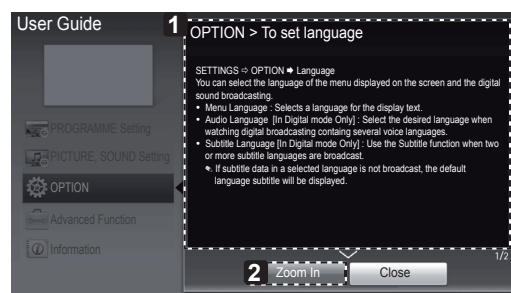 User Guide
1
OPTION > To set language
SETTINGS ⇨ OPTION ➡ Language
You can select the language of the menu displayed on the screen and the digital
sound broadcasting.
• Menu Language : Selects a language for the display text.
• Audio Language [In Digital mode Only] : Select the desired language when
watching digital broadcasting containg several voice languages.
• Subtitle Language [In Digital mode Only] : Use the Subtitle function when two
or more subtitle languages are broadcast.
If subtitle data in a selected language is not broadcast, the default
language subtitle will be displayed.
PROGRAMME Setting
PICTURE, SOUND Setting
OPTION
Advanced Function
Information
1/2
2
Zoom In
Close